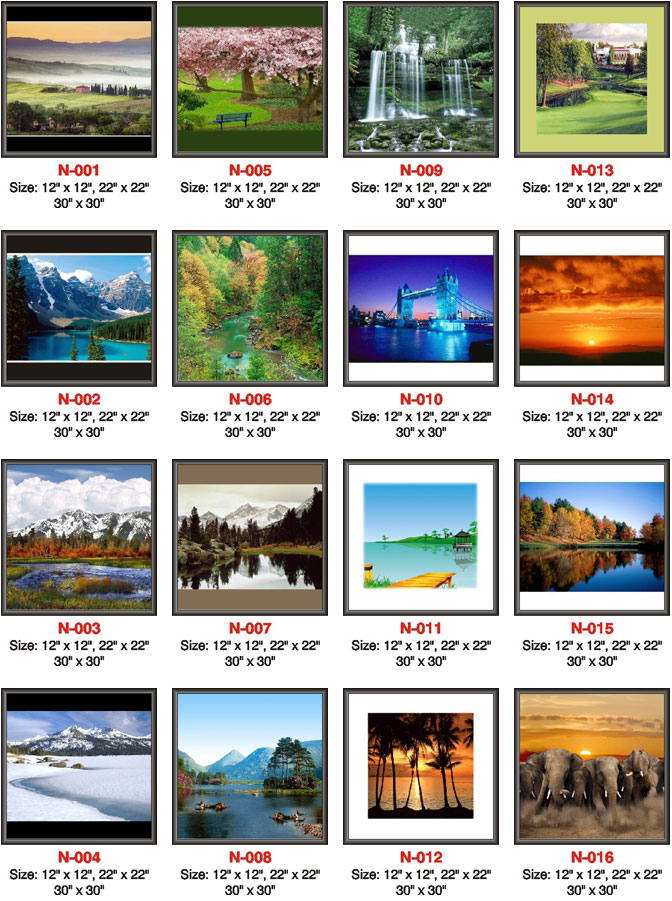 N-001
Size: 12" x 12", 22" x 22"
30" x 30"
N-005
Size: 12" x 12", 22" x 22"
30" x 30"
N-009
Size: 12" x 12", 22" x 22"
30" x 30"
N-013
Size: 12" x 12", 22" x 22"
30" x 30"
N-002
Size: 12" x 12", 22" x 22"
30" x 30"
N-006
Size: 12" x 12", 22" x 22"
30" x 30"
N-010
Size: 12" x 12", 22" x 22"
30" x 30"
N-014
Size: 12" x 12", 22" x 22"
30" x 30"
N-003
Size: 12" x 12", 22" x 22"
30" x 30"
N-007
Size: 12" x 12", 22" x 22"
30" x 30"
N-011
Size: 12" x 12", 22" x 22"
30" x 30"
N-015
Size: 12" x 12", 22" x 22"
30" x 30"
N-004
Size: 12" x 12", 22" x 22"
30" x 30"
N-008
Size: 12" x 12", 22" x 22"
30" x 30"
N-012
Size: 12" x 12", 22" x 22"
30" x 30"
N-016
Size: 12" x 12", 22" x 22"
30" x 30"